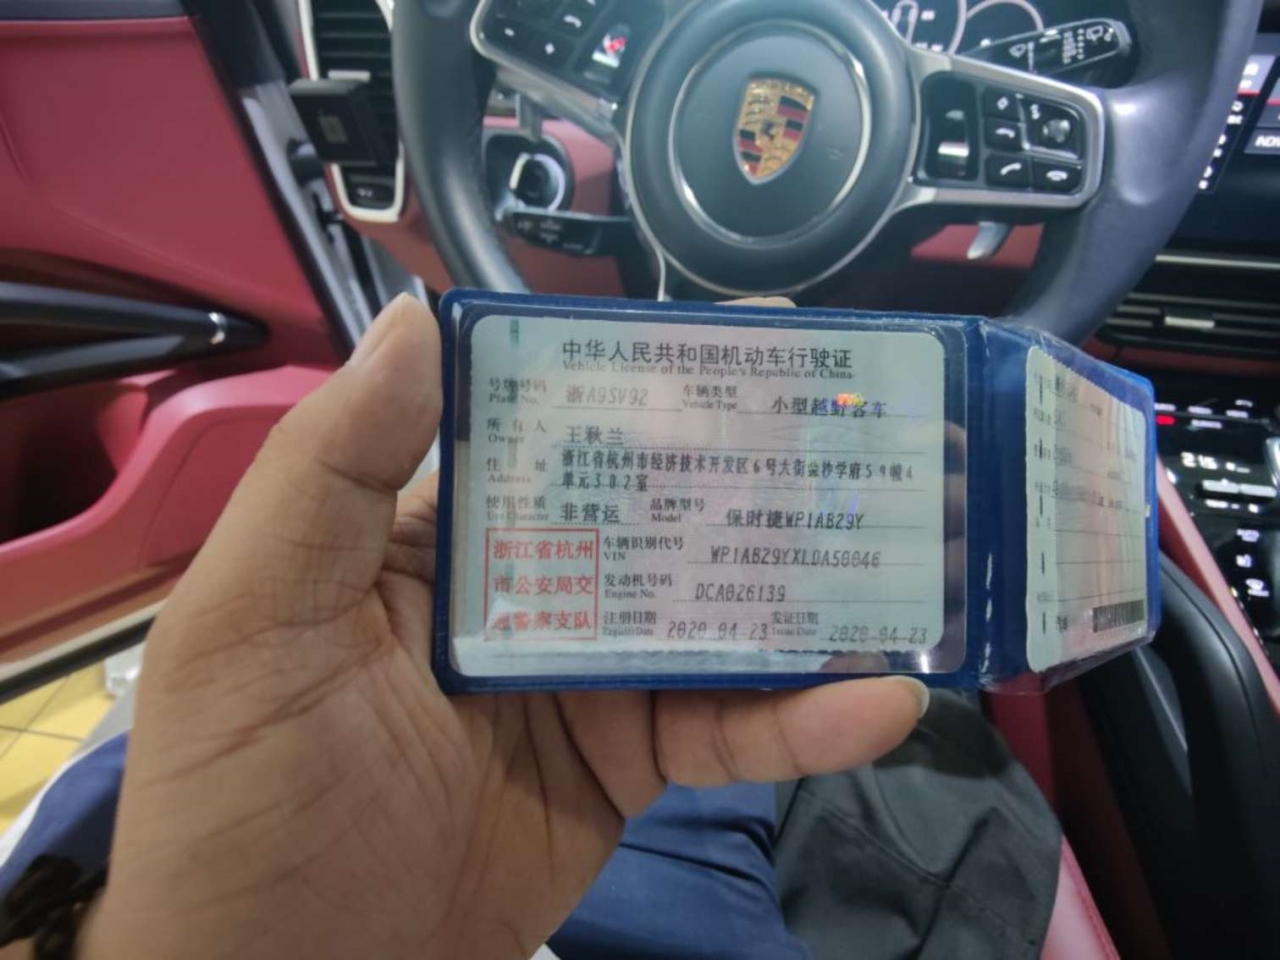 中华人民共和国机动车行驶证
Vehicle License of the People's Republic of China
号牌号码 浙A9SV92 车辆类型 小型越野客车
Plate No. Vehicle Type
所有人 王秋兰
Owner
住址 浙江省杭州市经济技术开发区6号大街金沙学府59幢4
Address 单元302室
使用性质 非营运 品牌型号 保时捷WP1AB29Y
Use Character Model
浙江省杭州 车辆识别代号 WP1AB29YXLDA50046
VIN
市公安局交 发动机号码 DCA026139
Engine No.
通警察支队 注册日期 2020-04-23 发证日期 2020-04-23
Register Date Issue Date